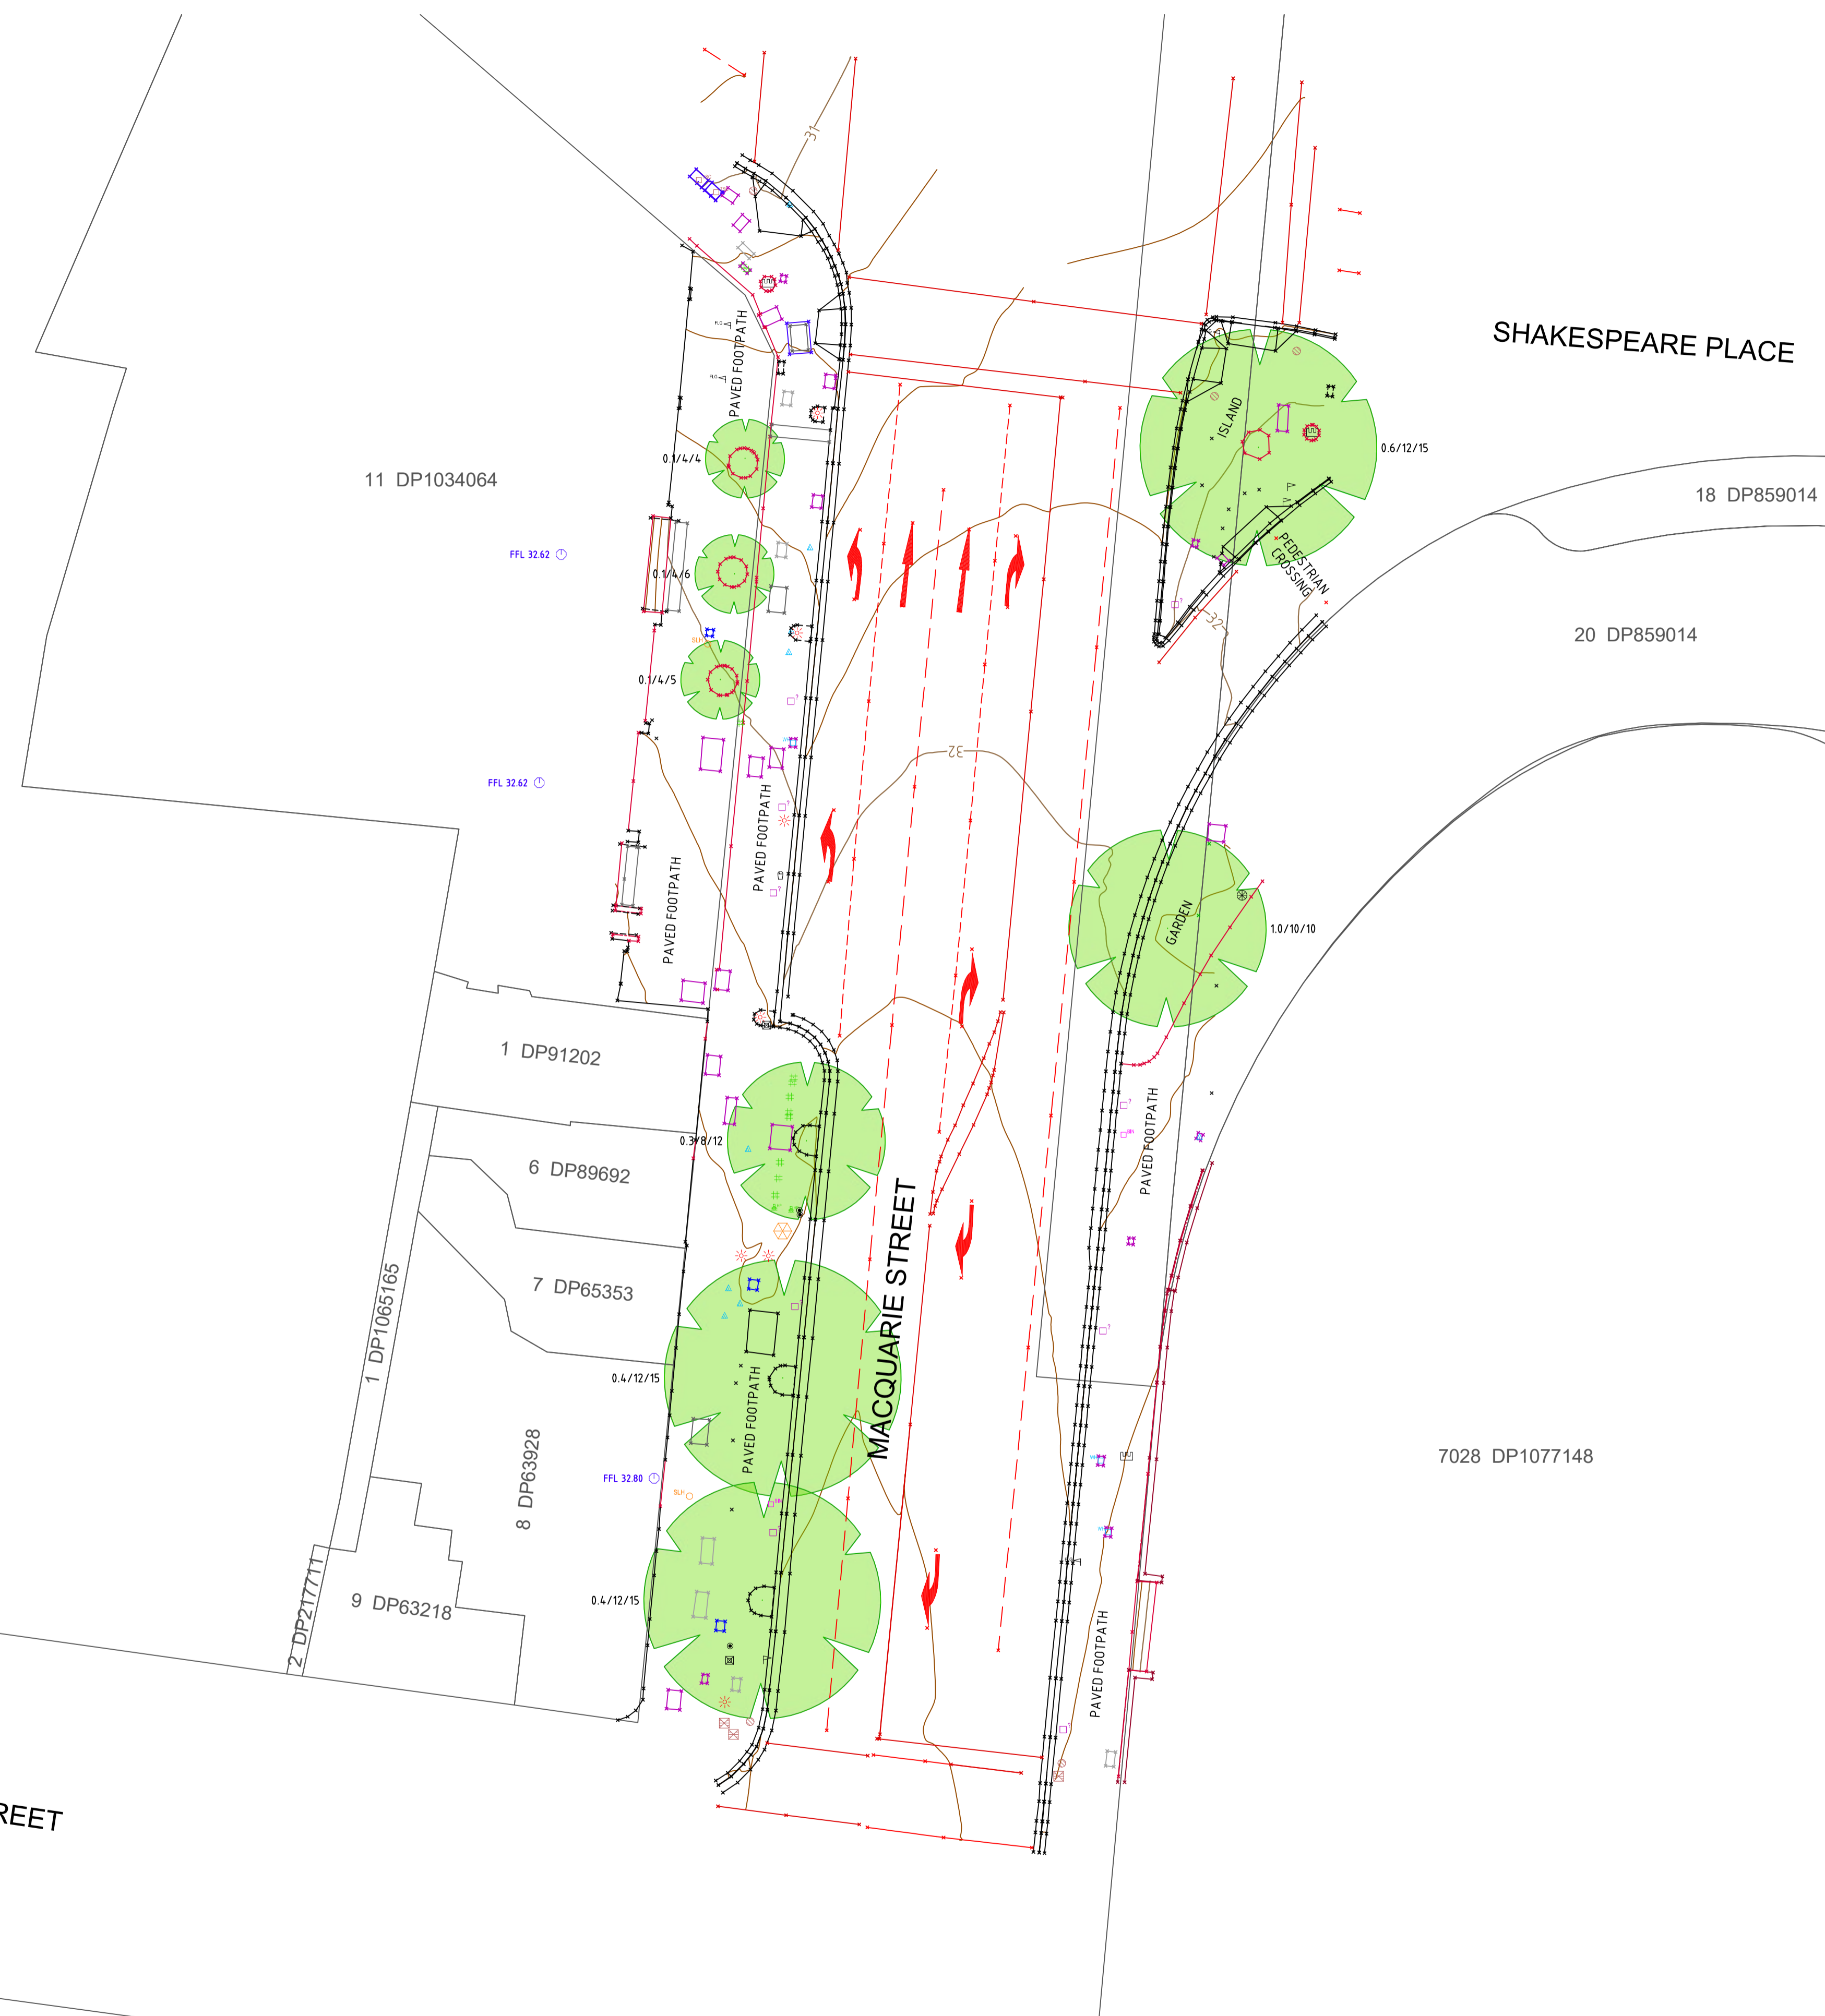 31
PAVED FOOTPATH
FLG
FLG
SHAKESPEARE PLACE
ISLAND
0.1/4/4
0.6/12/15
11 DP1034064
18 DP859014
FFL 32.62
0.1/4/6
PEDESTRIAN
CROSSING
32
20 DP859014
SLH
0.1/4/5
?
32
FFL 32.62
?
PAVED FOOTPATH
PAVED FOOTPATH
?
GARDEN
1.0/10/10
1 DP91202
?
0.3/8/12
PAVED FOOTPATH
6 DP89692
MACQUARIE STREET
7 DP65353
1 DP1065165
?
0.4/12/15
PAVED FOOTPATH
7028 DP1077148
8 DP63928
FFL 32.80
SLH
?
0.4/12/15
9 DP63218
2 DP217711
PAVED FOOTPATH
?
REET